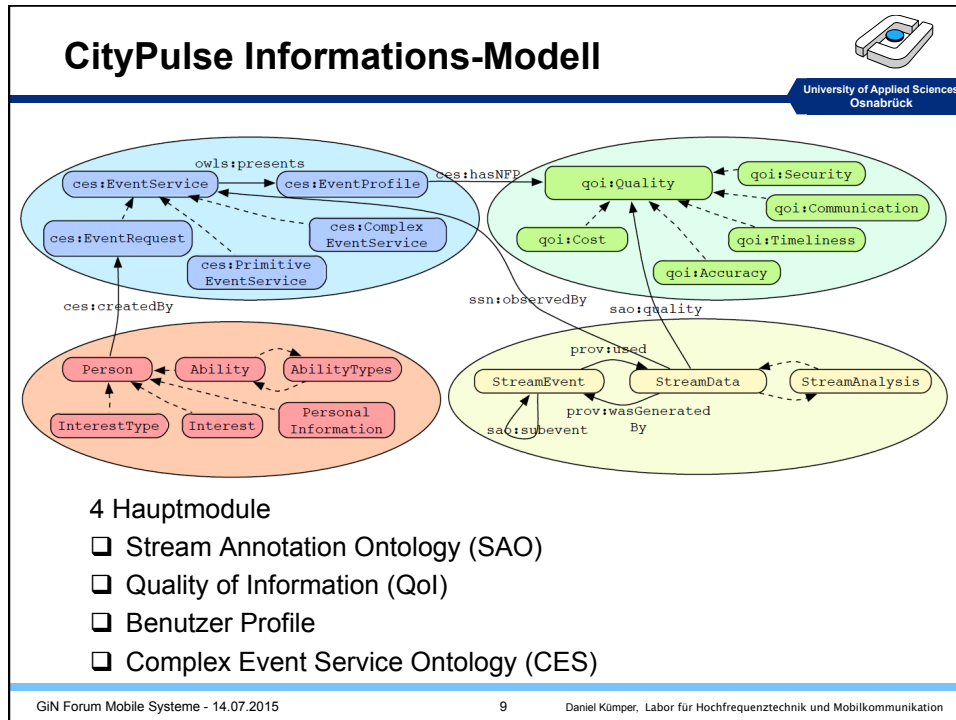 CityPulse Informations-Modell
University of Applied Sciences
Osnabrück
owls:presents
ces:EventService
ces:EventProfile
ces:hasNFP
ces:EventRequest
ces:Complex
EventService
ces:Primitive
EventService
qoi:Quality
qoi:Security
qoi:Communication
qoi:Cost
qoi:Timeliness
qoi:Accuracy
ces:createdBy
ssn:observedBy
sao:quality
Person
Ability
AbilityTypes
InterestType
Interest
Personal
Information
prov:used
StreamEvent
StreamData
StreamAnalysis
prov:wasGenerated
By
sao:subevent
4 Hauptmodule
❑ Stream Annotation Ontology (SAO)
❑ Quality of Information (QoI)
❑ Benutzer Profile
❑ Complex Event Service Ontology (CES)
GiN Forum Mobile Systeme - 14.07.2015
9
Daniel Kümper, Labor für Hochfrequenztechnik und Mobilkommunikation